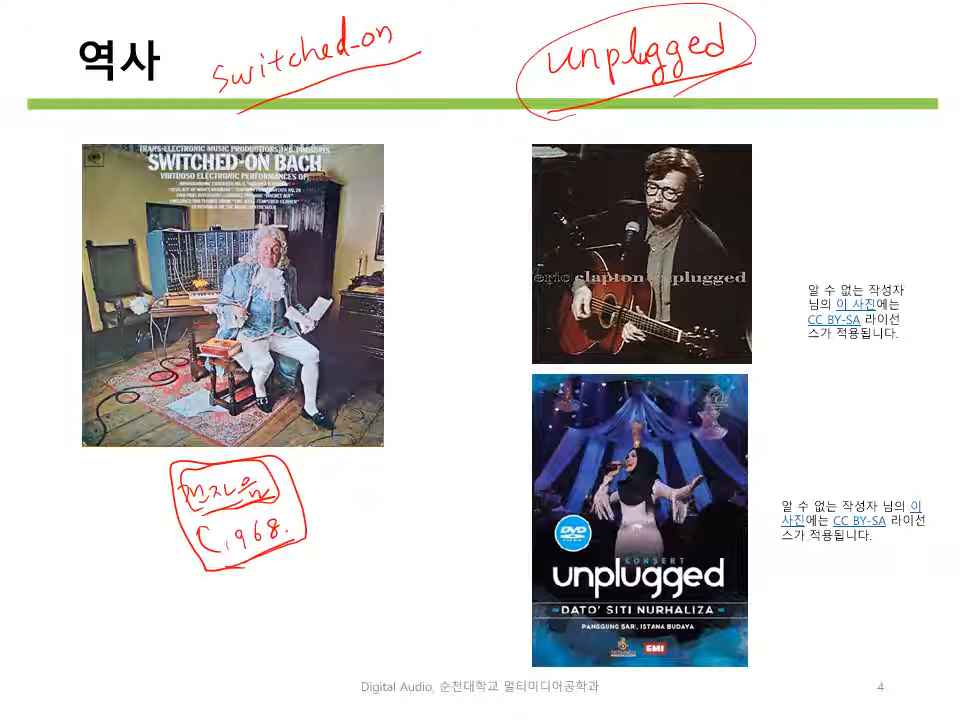 역사
Switched-on
unplugged
TRANS-ELECTRONIC MUSIC PRODUCTIONS, INC. PRESENTS
SWITCHED-ON BACH
VIRTUOSO ELECTRONIC PERFORMANCES OF:
eric clapton unplugged
알 수 없는 작성자
님의 이 사진에는
CC BY-SA 라이선
스가 적용됩니다.
전자음
1968.
DVD
KONSERT
unplugged
DATO' SITI NURHALIZA
PANGGUNG SARI, ISTANA BUDAYA
EMI
알 수 없는 작성자 님의 이
사진에는 CC BY-SA 라이선
스가 적용됩니다.
Digital Audio, 순천대학교 멀티미디어공학과
4